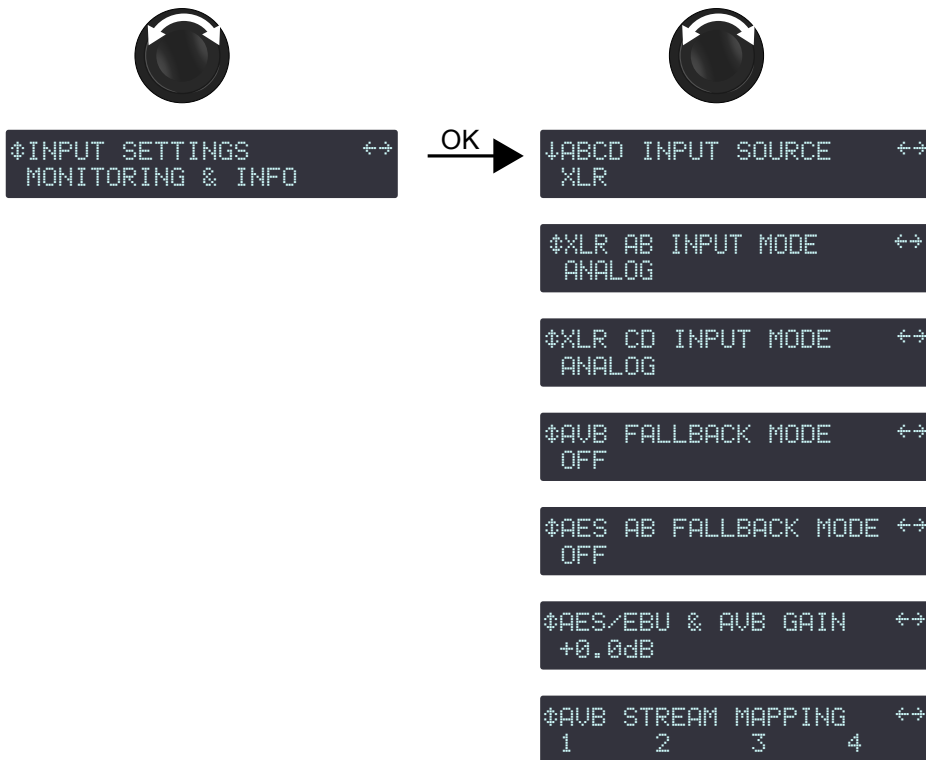 ↕INPUT SETTINGS ↔
MONITORING & INFO
OK
↓ABCD INPUT SOURCE ↔
XLR
↕XLR AB INPUT MODE ↔
ANALOG
↕XLR CD INPUT MODE ↔
ANALOG
↕AVB FALLBACK MODE ↔
OFF
↕AES AB FALLBACK MODE ↔
OFF
↕AES/EBU & AVB GAIN ↔
+0.0dB
↕AVB STREAM MAPPING ↔
1 2 3 4